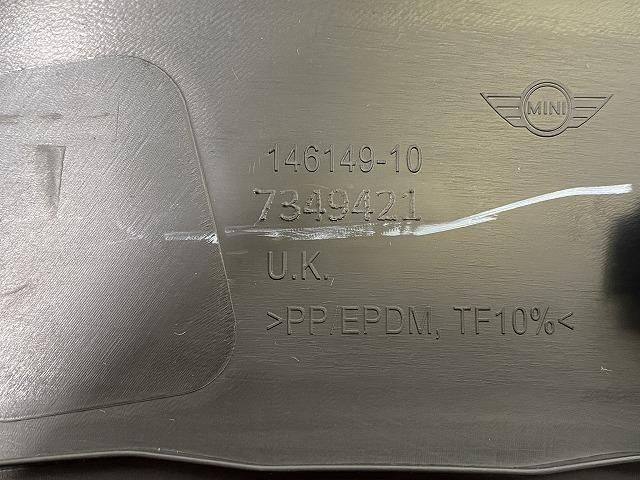 MINI
146149-10
7349421
U.K.
>PP/EPDM, TF10%<